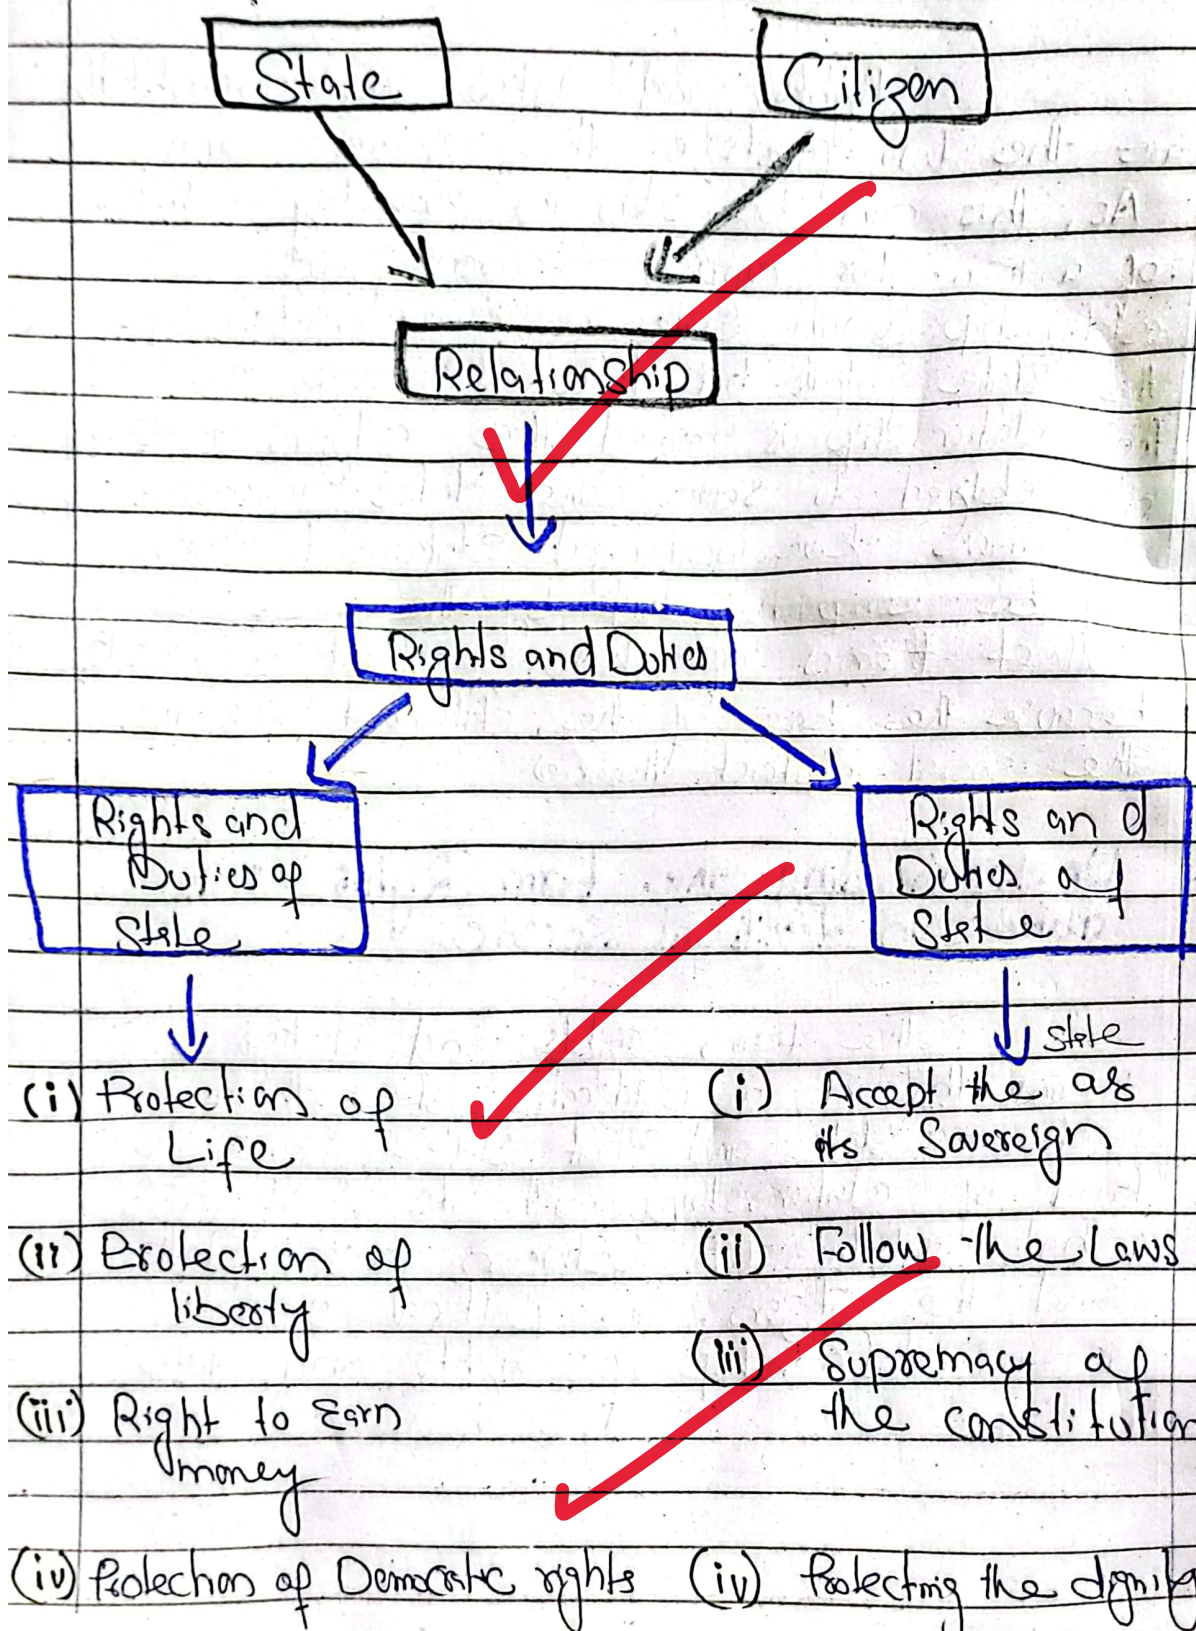 State
Citizen
Relationship
Rights and Duties
Rights and
Duties of
State
Rights and
Duties of
State
(i) Protection of
Life
(ii) Protection of
liberty
(iii) Right to Earn
money
(iv) Protection of Democratic rights
state
(i) Accept the as
its Sovereign
(ii) Follow the Laws
(iii) Supremacy of
the constitution
(iv) Protecting the dignity